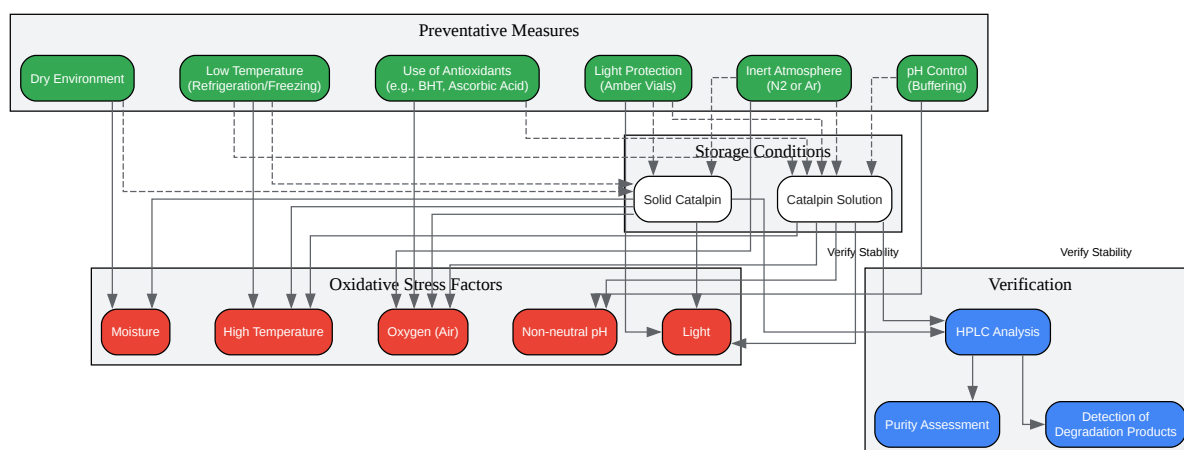 Preventative Measures
Dry Environment
Low Temperature
(Refrigeration/Freezing)
Use of Antioxidants
(e.g., BHT, Ascorbic Acid)
Light Protection
(Amber Vials)
Inert Atmosphere
(N2 or Ar)
pH Control
(Buffering)
Storage Conditions
Solid Catalpin
Catalpin Solution
Verify Stability
Verify Stability
Oxidative Stress Factors
Moisture
High Temperature
Oxygen (Air)
Non-neutral pH
Light
Verification
HPLC Analysis
Purity Assessment
Detection of
Degradation Products